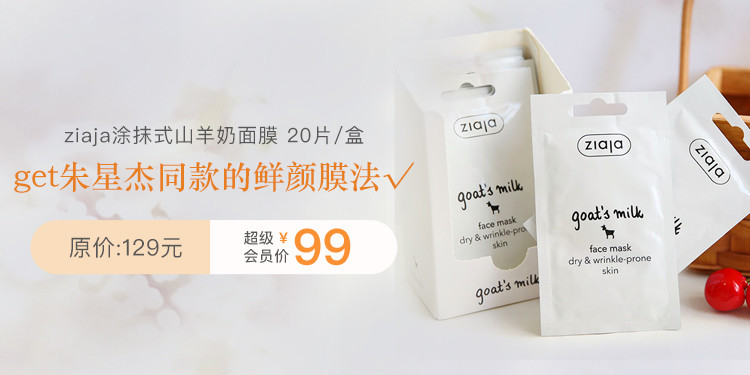 ziaja涂抹式山羊奶面膜 20片/盒
get朱星杰同款的鲜颜膜法√
原价:129元
超级
会员价
¥99
ziaja
goat's milk
face mask
dry & wrinkle-prone
skin
goat's milk
ziaja
goat's milk
face mask
dry & wrinkle-prone
skin
ziaja